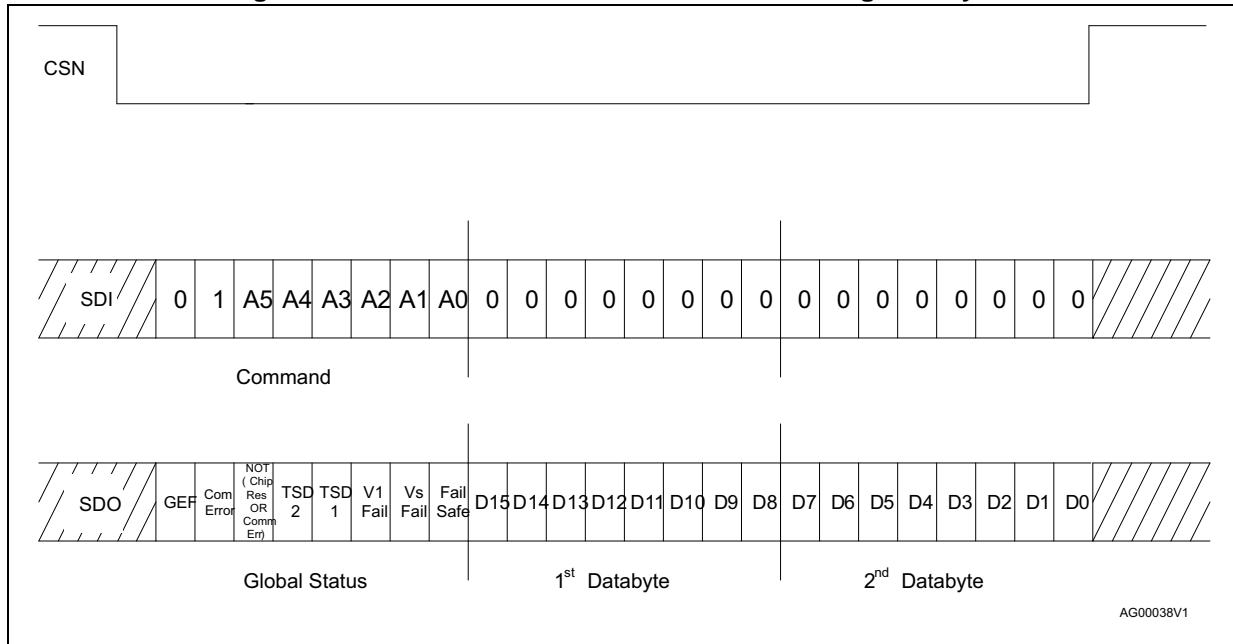 CSN
SDI 0 1 A5 A4 A3 A2 A1 A0 0 0 0 0 0 0 0 0 0 0 0 0 0 0 0 0
Command
SDO GEF Com Error NOT ( Chip Res OR Comm Err) TSD 2 TSD 1 V1 Fail Vs Fail Fail Safe D15 D14 D13 D12 D11 D10 D9 D8 D7 D6 D5 D4 D3 D2 D1 D0
Global Status 1st Databyte 2nd Databyte
AG00038V1